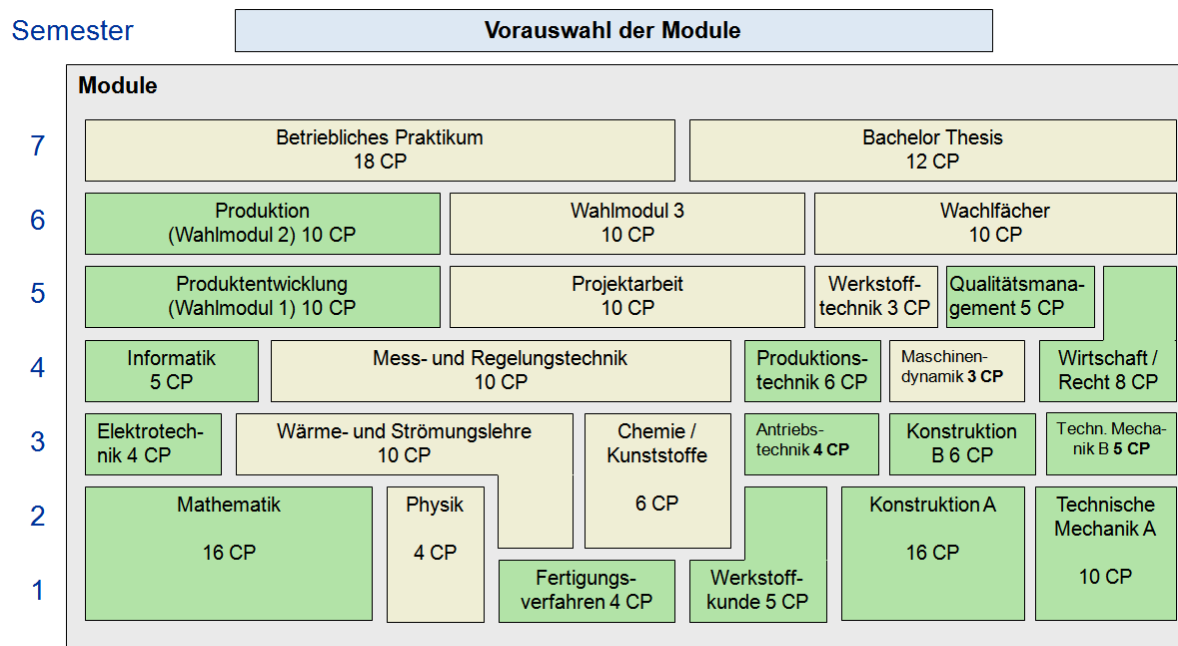 Semester
Vorauswahl der Module
Module
7
Betriebliches Praktikum
18 CP
Bachelor Thesis
12 CP
6
Produktion
(Wahlmodul 2) 10 CP
Wahlmodul 3
10 CP
Wachlfächer
10 CP
5
Produktentwicklung
(Wahlmodul 1) 10 CP
Projektarbeit
10 CP
Werkstoff-
technik 3 CP
Qualitätsmana-
gement 5 CP
4
Informatik
5 CP
Mess- und Regelungstechnik
10 CP
Produktions-
technik 6 CP
Maschinen-
dynamik 3 CP
Wirtschaft /
Recht 8 CP
3
Elektrotech-
nik 4 CP
Wärme- und Strömungslehre
10 CP
Chemie /
Kunststoffe
6 CP
Antriebs-
technik 4 CP
Konstruktion
B 6 CP
Techn. Mecha-
nik B 5 CP
2
Mathematik
16 CP
Physik
4 CP
Konstruktion A
16 CP
Technische
Mechanik A
10 CP
1
Fertigungs-
verfahren 4 CP
Werkstoff-
kunde 5 CP